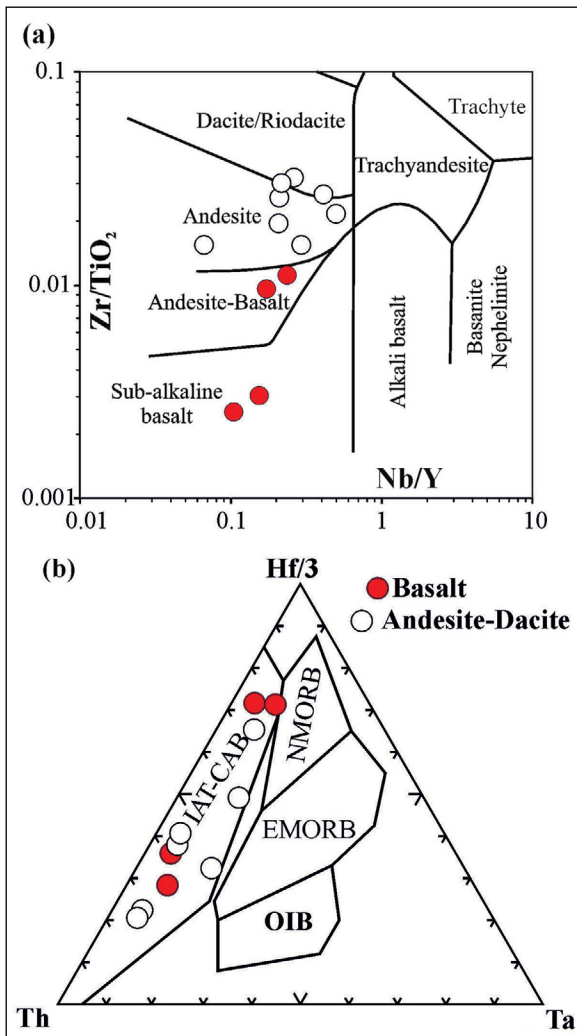 (a)
0.1
Dacite/Riodacite
Trachyte
Trachyandesite
Andesite
Zr/TiO₂
0.01
Andesite-Basalt
Alkali basalt
Basanite
Nephelinite
Sub-alkaline
basalt
Nb/Y
0.001
0.01
0.1
1
10
(b)
Hf/3
Basalt
Andesite-Dacite
IAT-CAB
NMORB
EMORB
OIB
Th
Ta